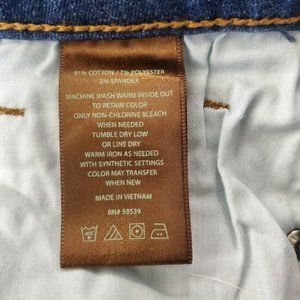 91% COTTON / 7% POLYESTER
2% SPANDEX
MACHINE WASH WARM INSIDE OUT
TO RETAIN COLOR
ONLY NON-CHLORINE BLEACH
WHEN NEEDED
TUMBLE DRY LOW
OR LINE DRY
WARM IRON AS NEEDED
WITH SYNTHETIC SETTINGS
COLOR MAY TRANSFER
WHEN NEW
MADE IN VIETNAM
RN# 58539